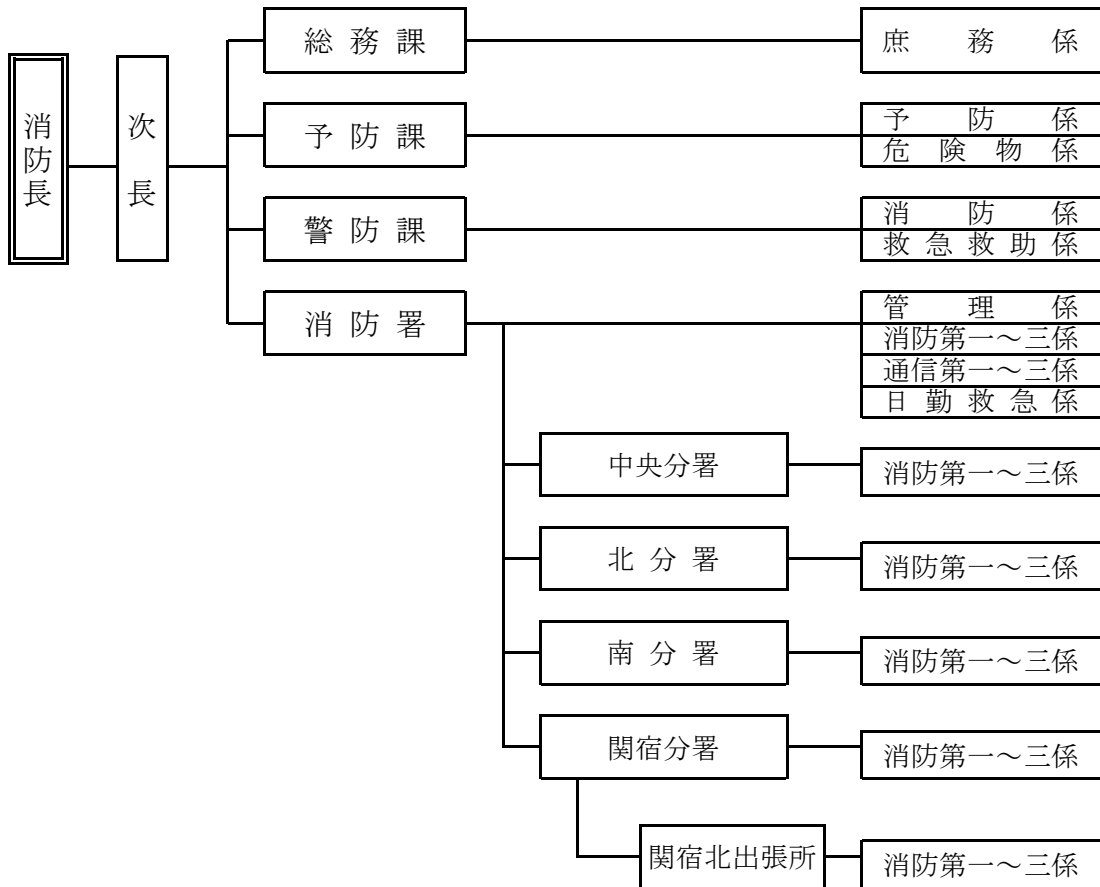 消防長
次長
総務課
庶務係
予防課
予防係
危険物係
警防課
消防係
救急救助係
消防署
管理係
消防第一～三係
通信第一～三係
日勤救急係
中央分署
消防第一～三係
北分署
消防第一～三係
南分署
消防第一～三係
関宿分署
消防第一～三係
関宿北出張所
消防第一～三係